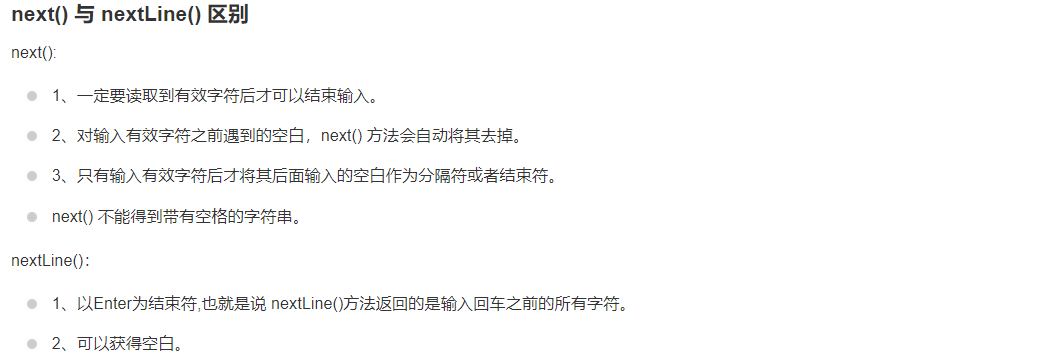 next() 与 nextLine() 区别
next():
1、一定要读取到有效字符后才可以结束输入。
2、对输入有效字符之前遇到的空白，next() 方法会自动将其去掉。
3、只有输入有效字符后才将其后面输入的空白作为分隔符或者结束符。
next() 不能得到带有空格的字符串。
nextLine()：
1、以Enter为结束符,也就是说 nextLine()方法返回的是输入回车之前的所有字符。
2、可以获得空白。